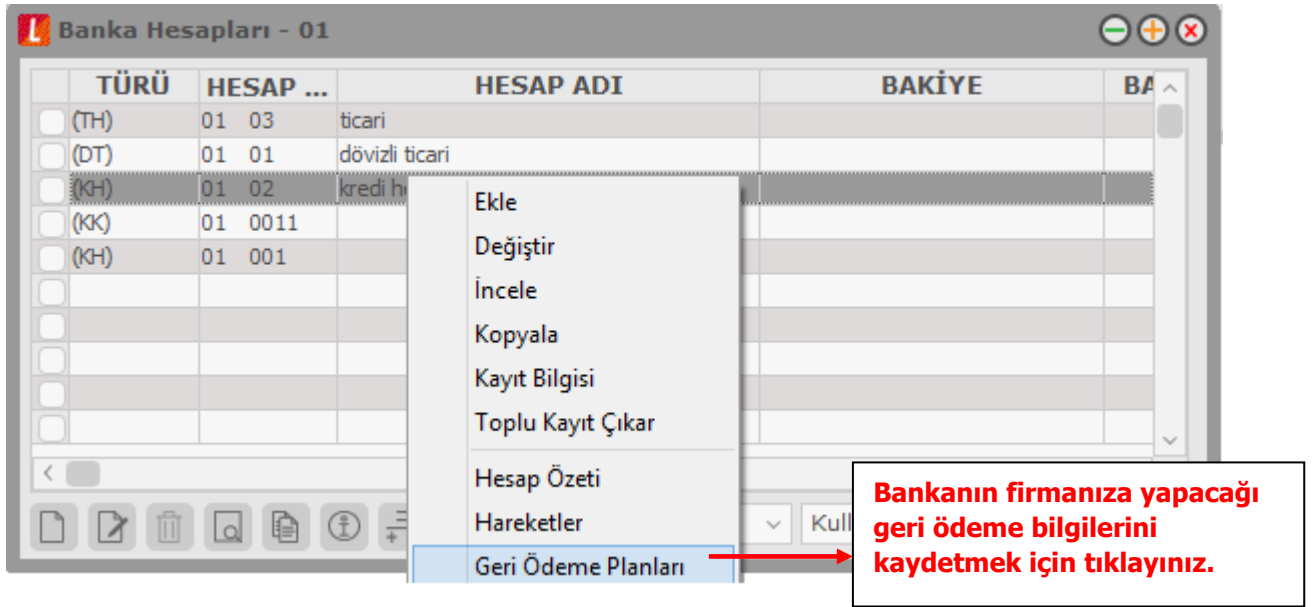 L Banka Hesapları - 01
TÜRÜ HESAP ... HESAP ADI BAKİYE
(TH) 01 03 ticari
(DT) 01 01 dövizli ticari
(KH) 01 02 kredi
(KK) 01 0011
(KH) 01 001
Ekle
Değiştir
İncele
Kopyala
Kayıt Bilgisi
Toplu Kayıt Çıkar
Hesap Özeti
Hareketler
Geri Ödeme Planları
Kull
Bankanın firmanıza yapacağı
geri ödeme bilgilerini
kaydetmek için tıklayınız.